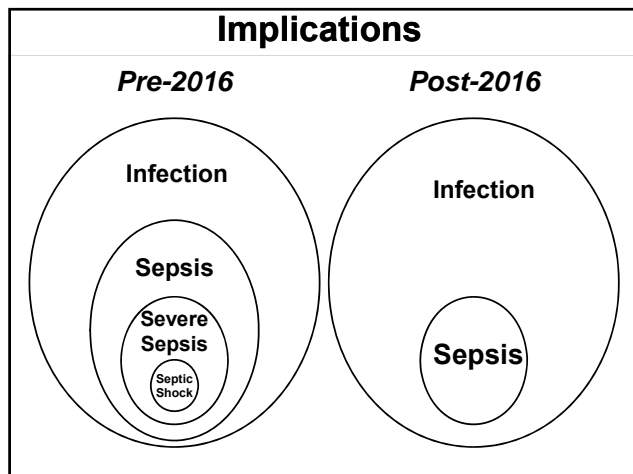 Implications
Pre-2016
Post-2016
Infection
Infection
Sepsis
Severe
Sepsis
Sepsis
Septic
Shock